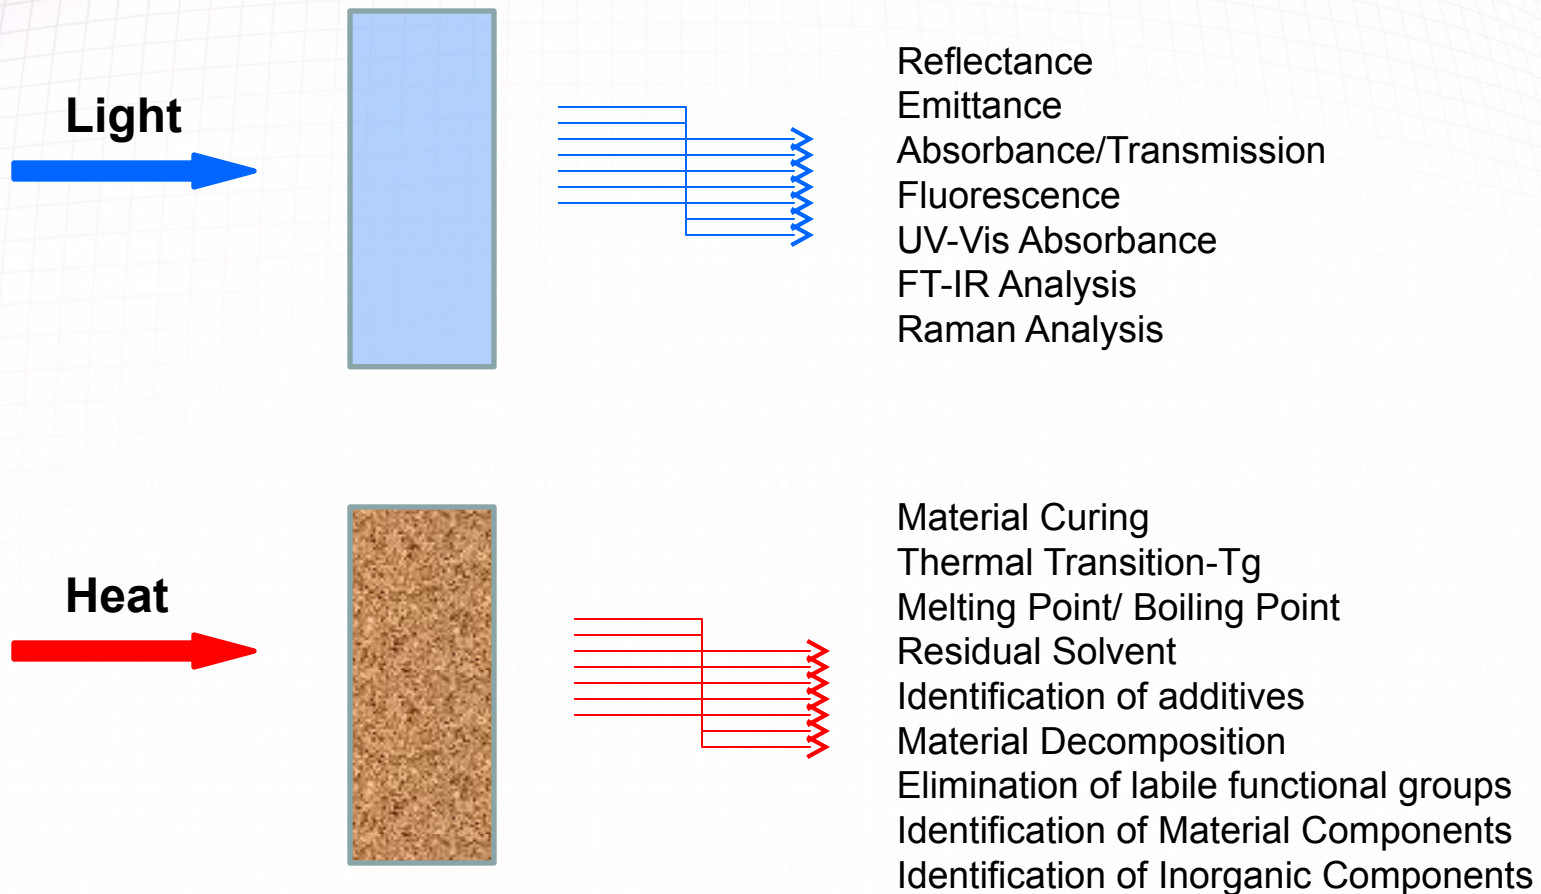 Light
Reflectance
Emittance
Absorbance/Transmission
Fluorescence
UV-Vis Absorbance
FT-IR Analysis
Raman Analysis
Heat
Material Curing
Thermal Transition-Tg
Melting Point/ Boiling Point
Residual Solvent
Identification of additives
Material Decomposition
Elimination of labile functional groups
Identification of Material Components
Identification of Inorganic Components